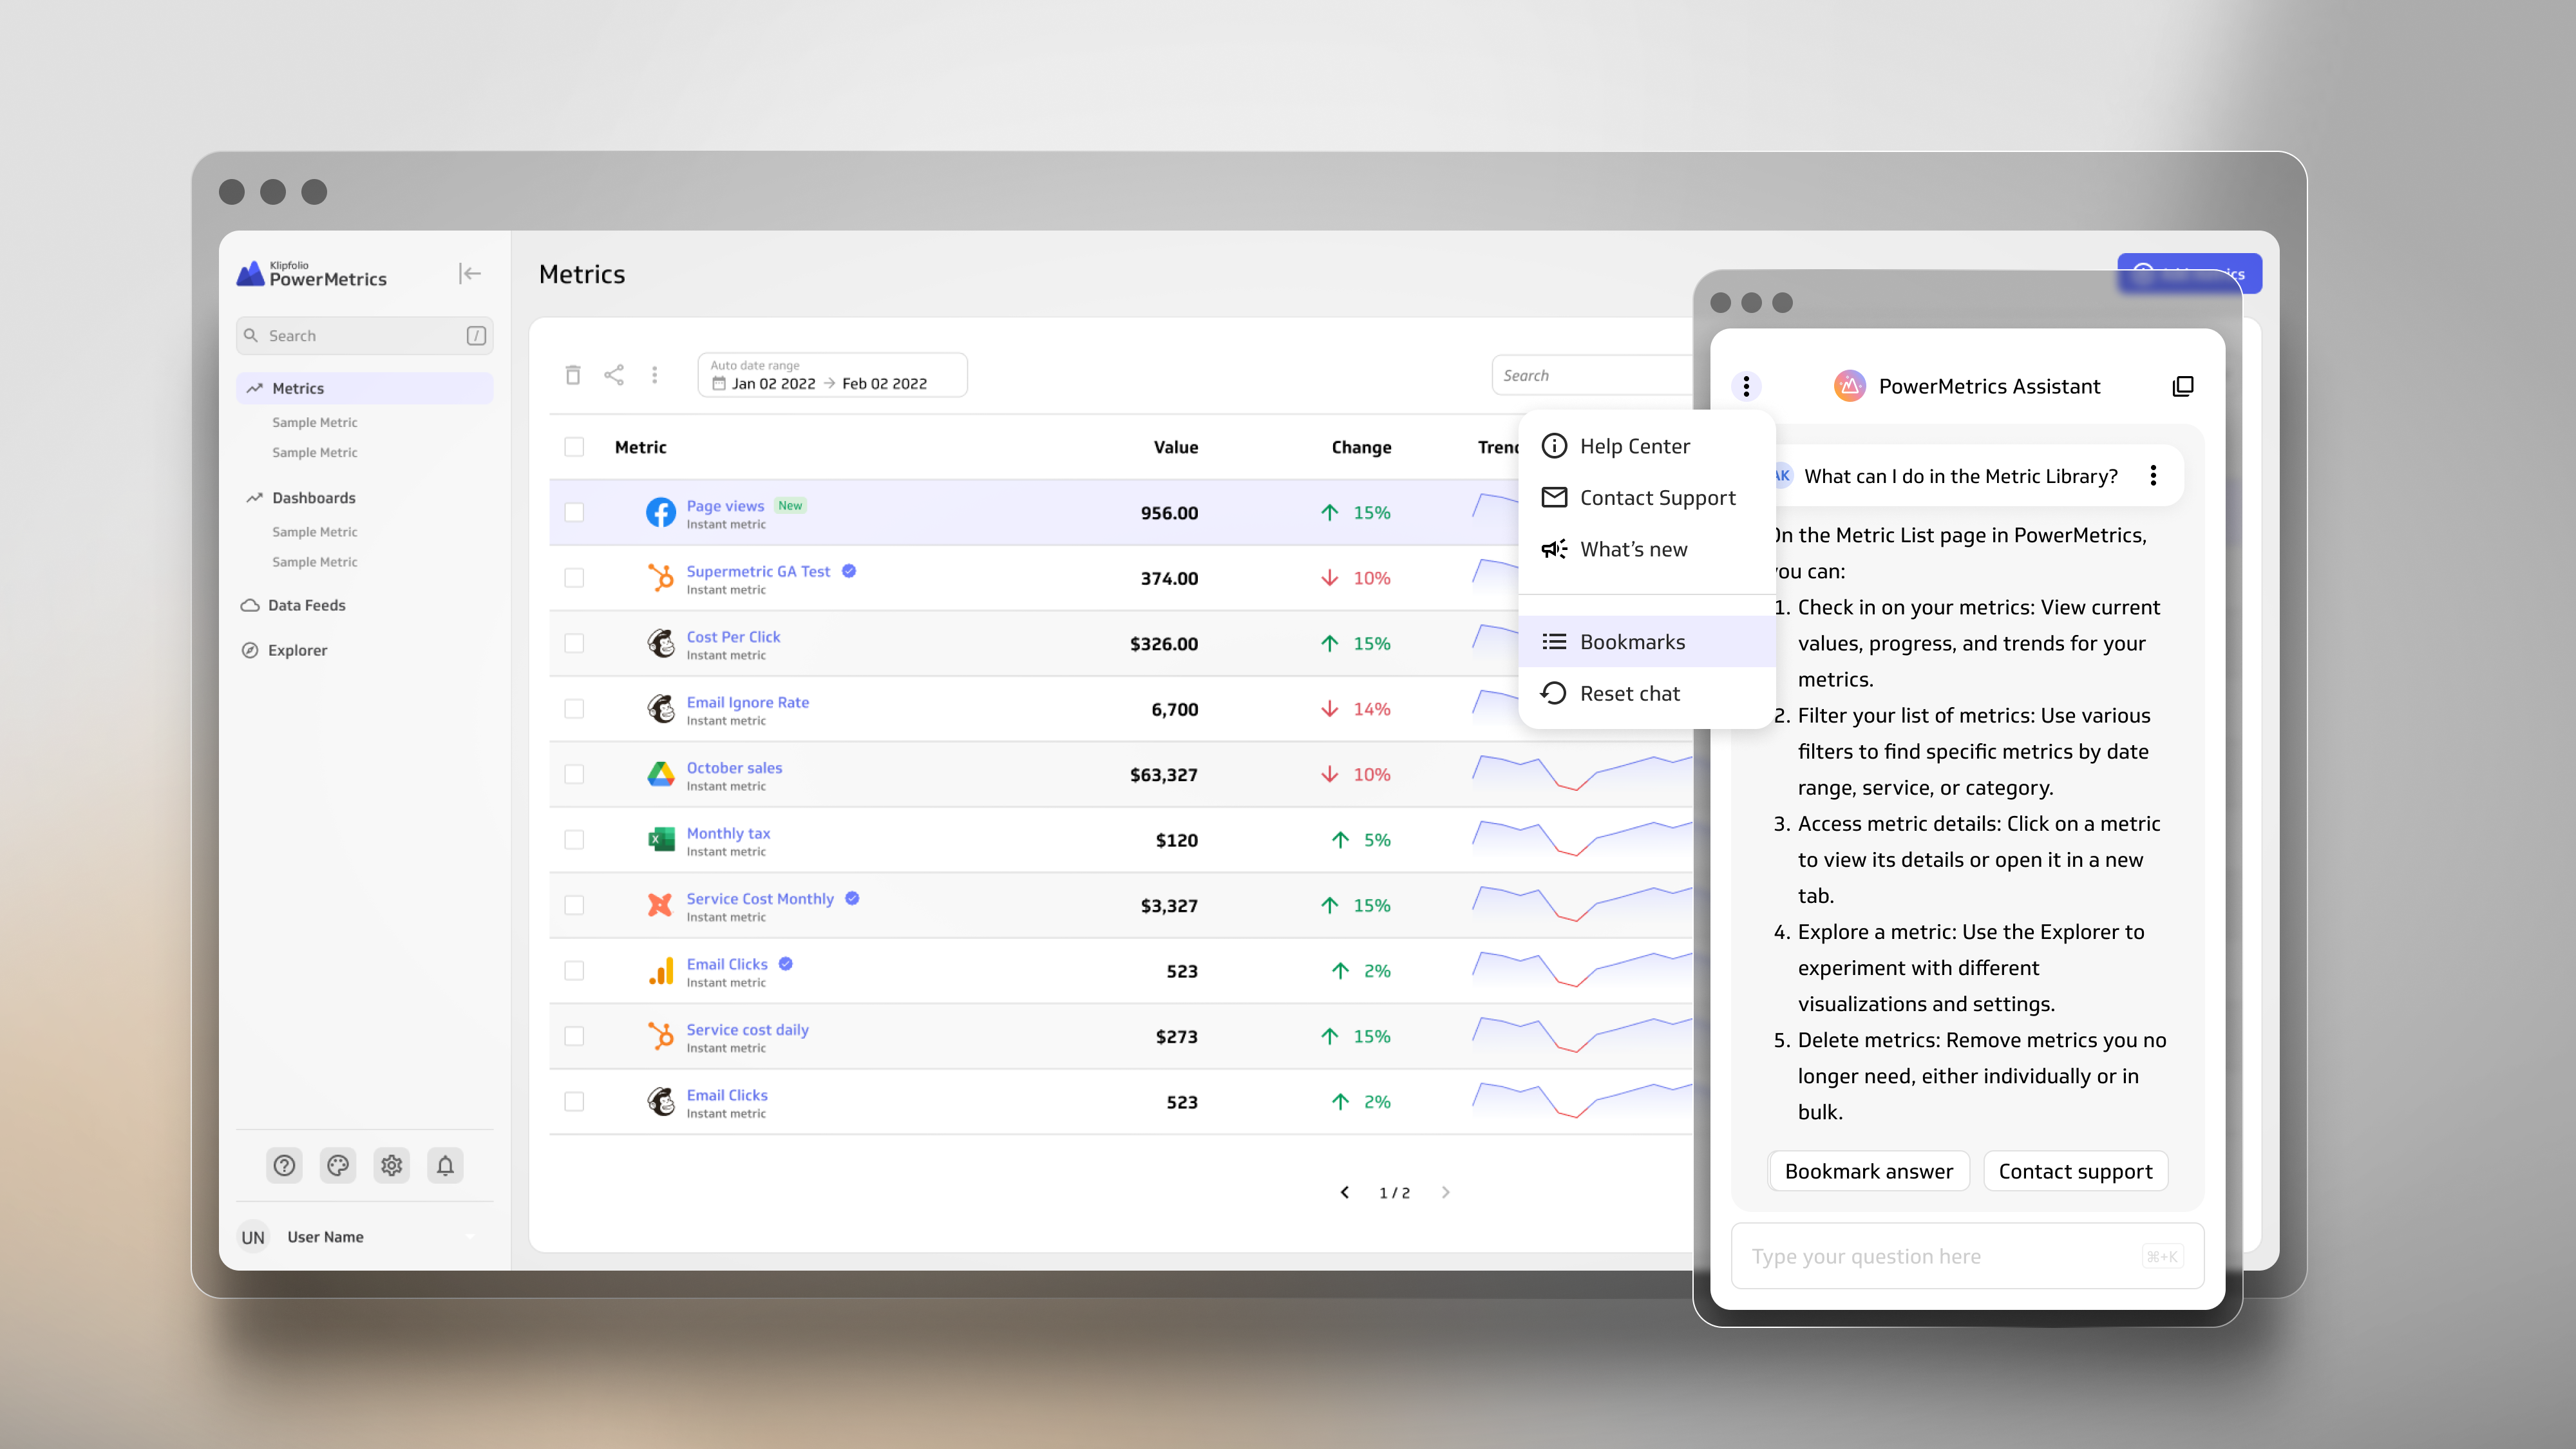 Klipfolio
PowerMetrics
Search
/
Metrics
Sample Metric
Sample Metric
Dashboards
Sample Metric
Sample Metric
Data Feeds
Explorer
UN
User Name
Metrics
Auto date range
Jan 02 2022 → Feb 02 2022
Search
Metric Value Change Trend
Page views New
Instant metric
956.00
15%
Supermetric GA Test
Instant metric
374.00
10%
Cost Per Click
Instant metric
$326.00
15%
Email Ignore Rate
Instant metric
6,700
14%
October sales
Instant metric
$63,327
10%
Monthly tax
Instant metric
$120
5%
Service Cost Monthly
Instant metric
$3,327
15%
Email Clicks
Instant metric
523
2%
Service cost daily
Instant metric
$273
15%
Email Clicks
Instant metric
523
2%
1 / 2
Help Center
Contact Support
What's new
Bookmarks
Reset chat
PowerMetrics Assistant
AK
What can I do in the Metric Library?
On the Metric List page in PowerMetrics,
you can:
1. Check in on your metrics: View current
values, progress, and trends for your
metrics.
2. Filter your list of metrics: Use various
filters to find specific metrics by date
range, service, or category.
3. Access metric details: Click on a metric
to view its details or open it in a new
tab.
4. Explore a metric: Use the Explorer to
experiment with different
visualizations and settings.
5. Delete metrics: Remove metrics you no
longer need, either individually or in
bulk.
Bookmark answer
Contact support
Type your question here
⌘+K